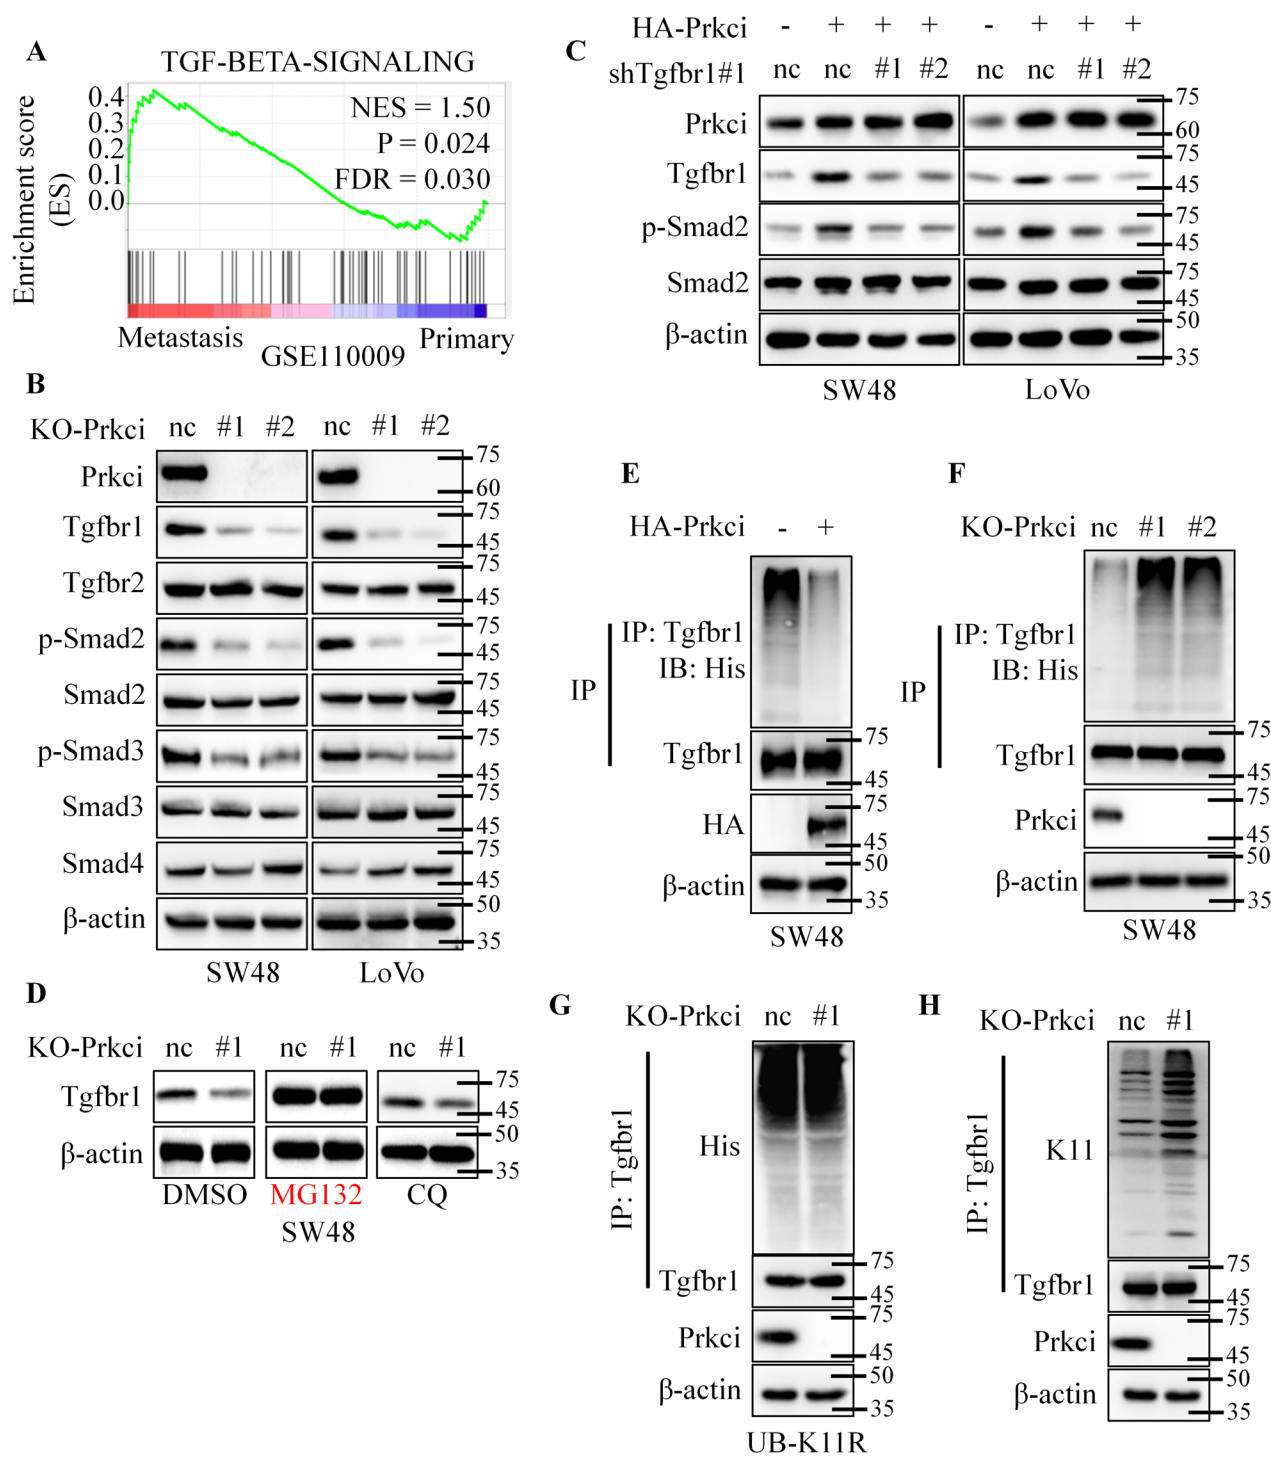 A
TGF-BETA-SIGNALING
Enrichment score
(ES)
0.4
0.3
0.2
0.1
0.0
NES = 1.50
P = 0.024
FDR = 0.030
Metastasis
Primary
GSE110009
B
KO-Prkci nc #1 #2 nc #1 #2
Prkci 75
60
Tgfbr1 75
45
Tgfbr2 75
45
p-Smad2 75
45
Smad2 75
45
p-Smad3 75
45
Smad3 75
45
Smad4 75
45
β-actin 50
35
SW48 LoVo
C
HA-Prkci - + + + - + + +
shTgfbr1#1 nc nc #1 #2 nc nc #1 #2
Prkci 75
60
Tgfbr1 75
45
p-Smad2 75
45
Smad2 75
45
β-actin 50
35
SW48 LoVo
D
KO-Prkci nc #1 nc #1 nc #1
Tgfbr1 75
45
β-actin 50
35
DMSO MG132 CQ
SW48
E
HA-Prkci - +
IP
IP: Tgfbr1
IB: His
Tgfbr1 75
45
HA 75
45
β-actin 50
35
SW48
F
KO-Prkci nc #1 #2
IP
IP: Tgfbr1
IB: His
Tgfbr1 75
45
Prkci 75
45
β-actin 50
35
SW48
G
KO-Prkci nc #1
IP: Tgfbr1
His
Tgfbr1 75
45
Prkci 75
45
β-actin 50
35
UB-K11R
H
KO-Prkci nc #1
IP: Tgfbr1
K11
Tgfbr1 75
45
Prkci 75
45
β-actin 50
35